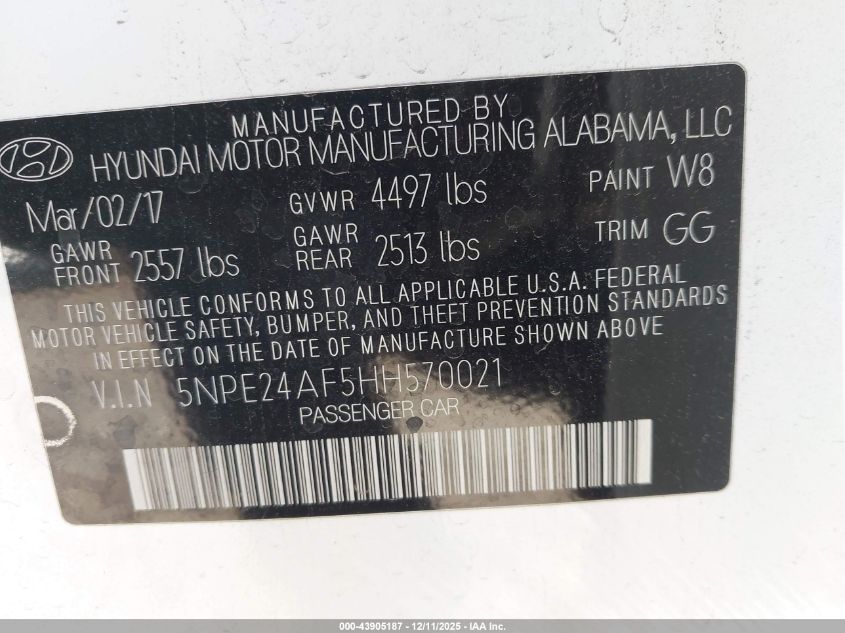 MANUFACTURED BY
HYUNDAI MOTOR MANUFACTURING ALABAMA, LLC
Mar/02/17 GVWR 4497 lbs PAINT W8
GAWR FRONT 2557 lbs GAWR REAR 2513 lbs TRIM GG
THIS VEHICLE CONFORMS TO ALL APPLICABLE U.S.A. FEDERAL
MOTOR VEHICLE SAFETY, BUMPER, AND THEFT PREVENTION STANDARDS
IN EFFECT ON THE DATE OF MANUFACTURE SHOWN ABOVE
V.I.N 5NPE24AF5HH570021
PASSENGER CAR
000-43905187 - 12/11/2025 - IAA Inc.